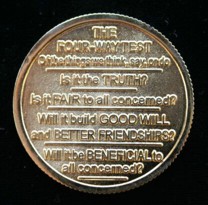 THE
FOUR-WAY TEST
Of the things we think, say, or do
Is it the TRUTH?
Is it FAIR to all concerned?
Will it build GOOD WILL
and BETTER FRIENDSHIPS?
Will it be BENEFICIAL to
all concerned?